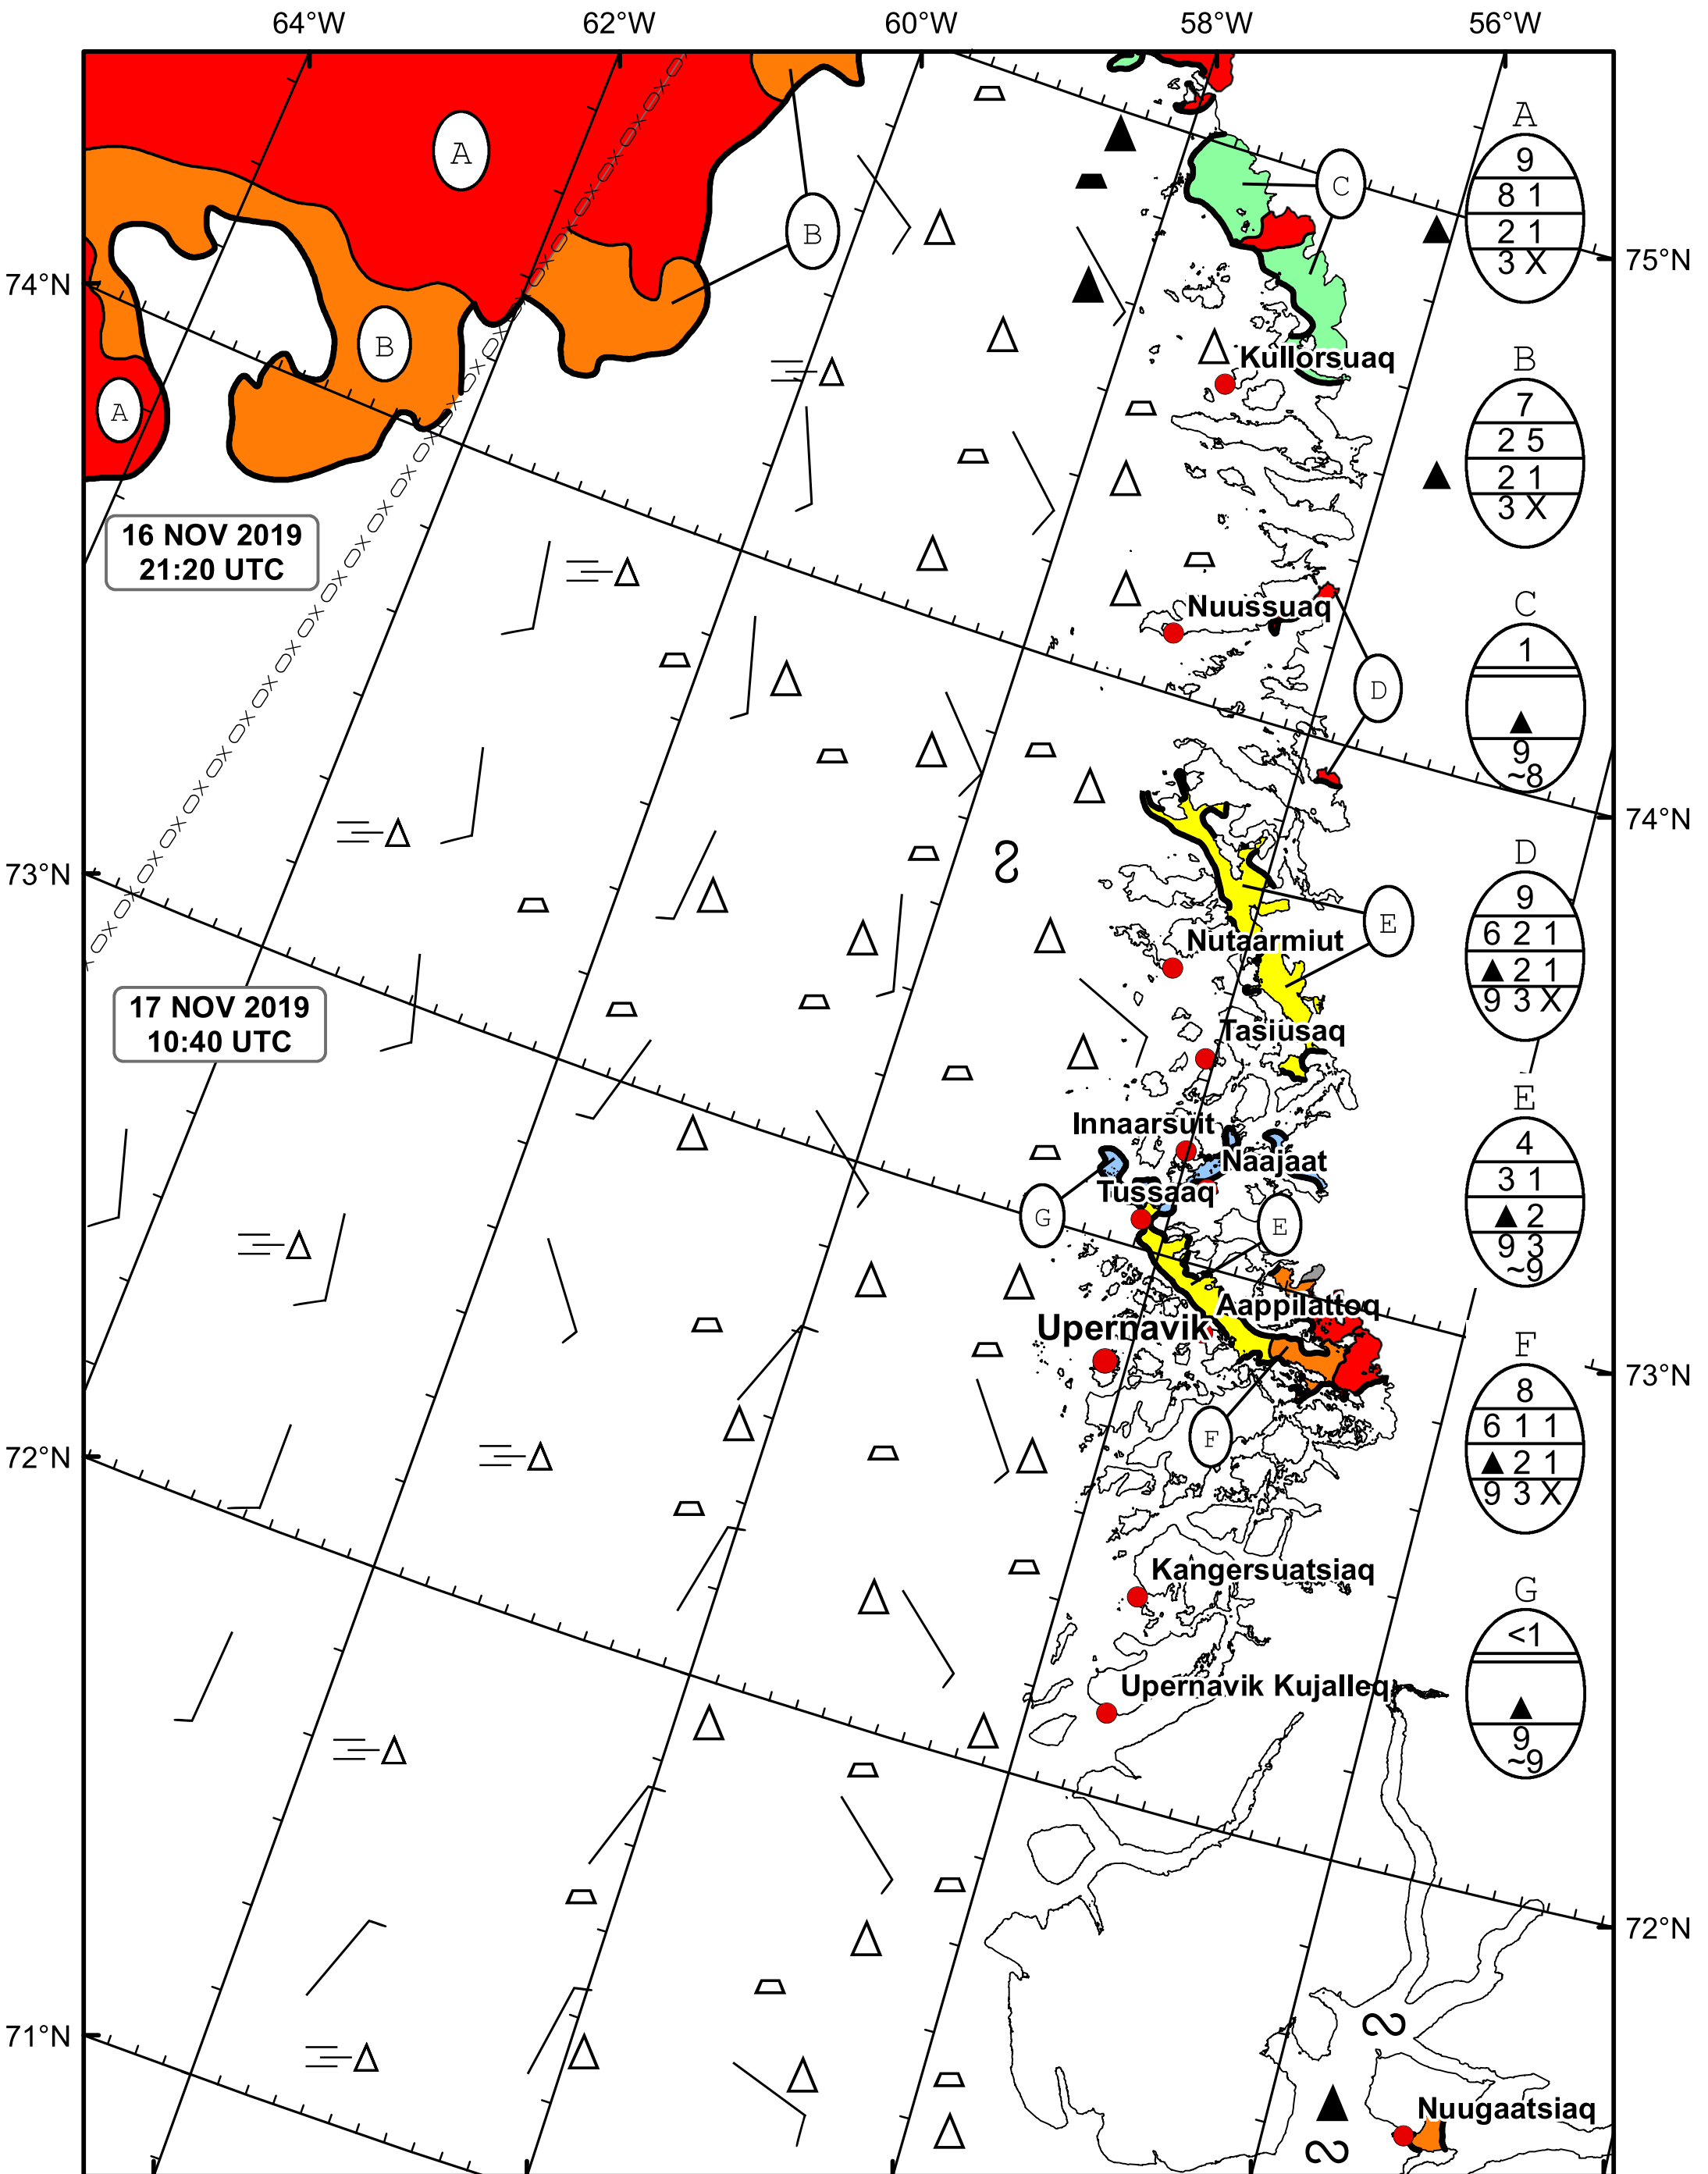 64°W
62°W
60°W
58°W
56°W
A
9
8 1
2 1
3 X
A
C
B
74°N
75°N
B
B
7
2 5
2 1
3 X
Kullorsuaq
A
16 NOV 2019
21:20 UTC
C
1
9
~8
Nuussuaq
D
74°N
73°N
D
9
6 2 1
2 1
9 3 X
E
Nutaarmiut
17 NOV 2019
10:40 UTC
Tasiusaq
E
4
3 1
2
9 3
~9
Innaarsuit
Naajaat
Tussaaq
G
E
Aappilattoq
Upernavik
F
8
6 1 1
2 1
9 3 X
73°N
F
72°N
Kangersuatsiaq
G
<1
9
~9
Upernavik Kujalleq
72°N
71°N
Nuugaatsiaq